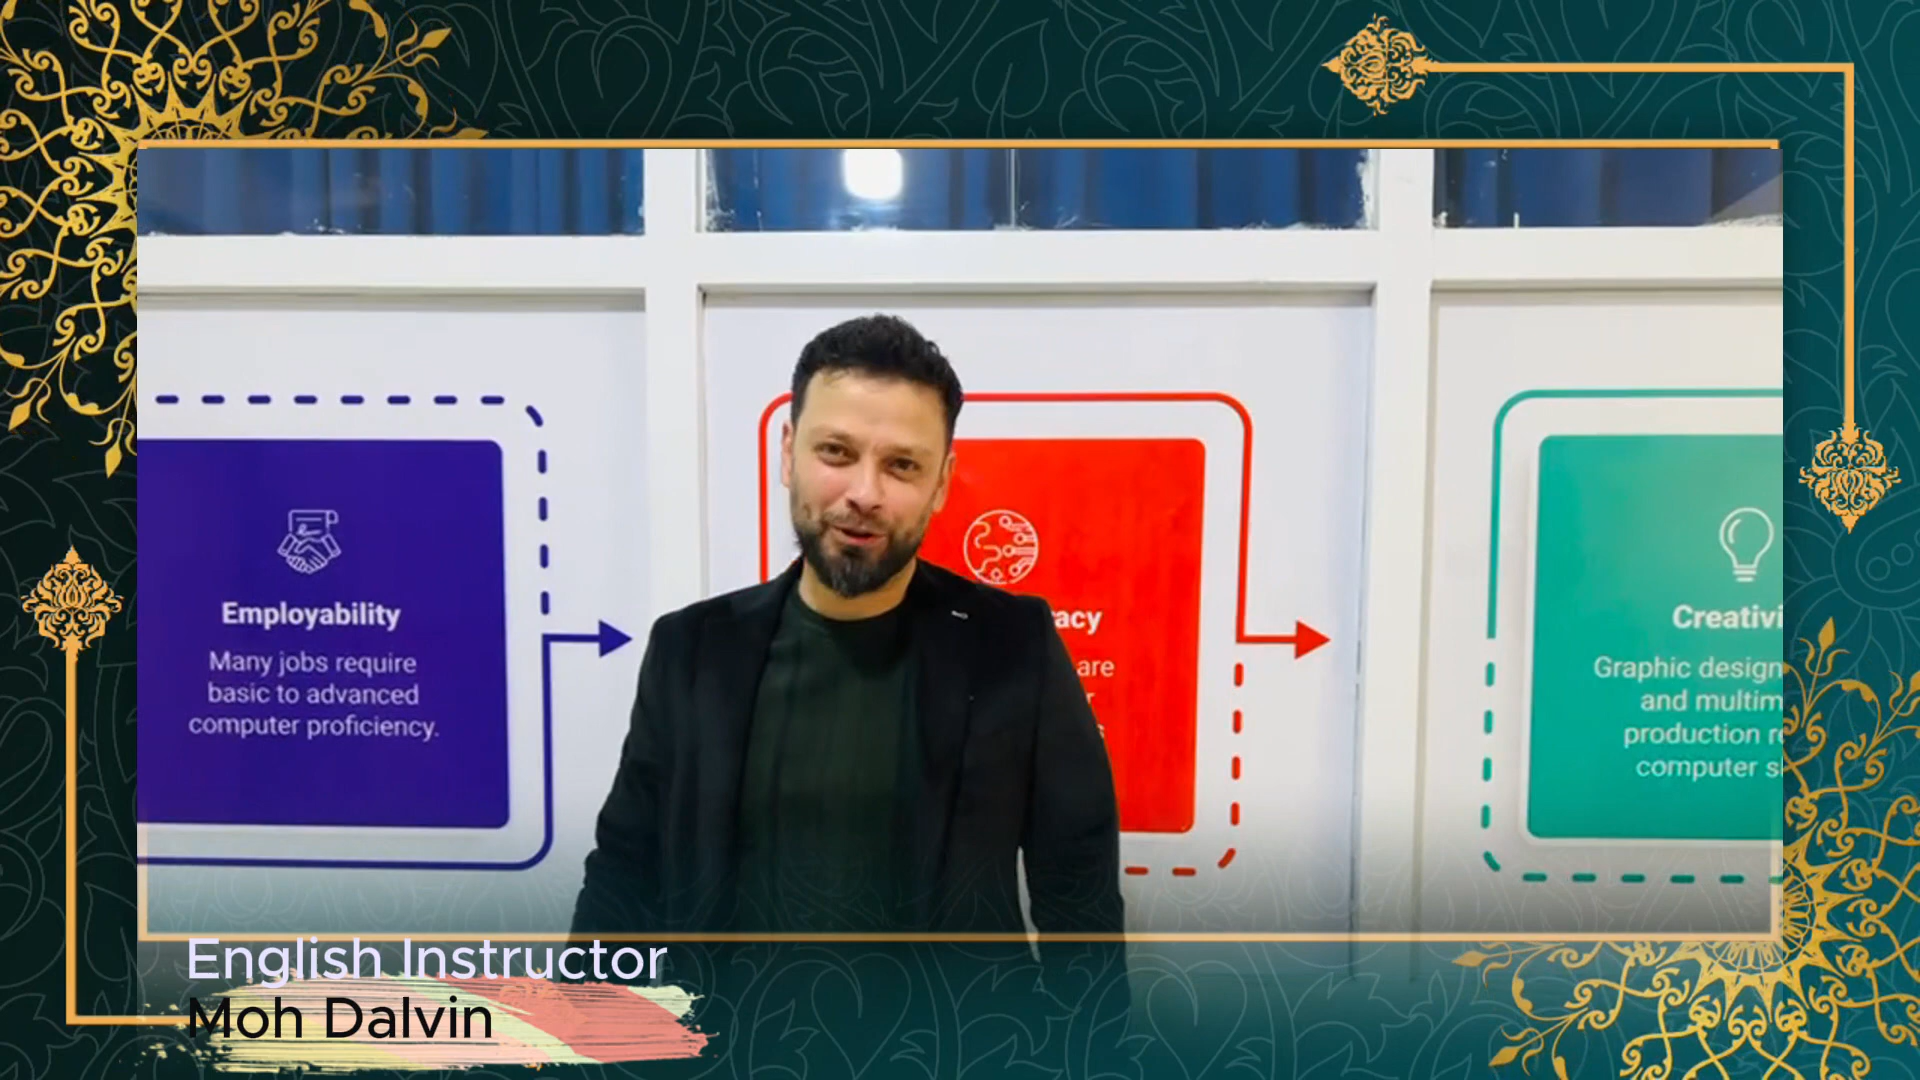 Employability
Many jobs require
basic to advanced
computer proficiency.
acy
are
Creativi
Graphic design
and multim
production
computer s
English Instructor
Moh Dalvin